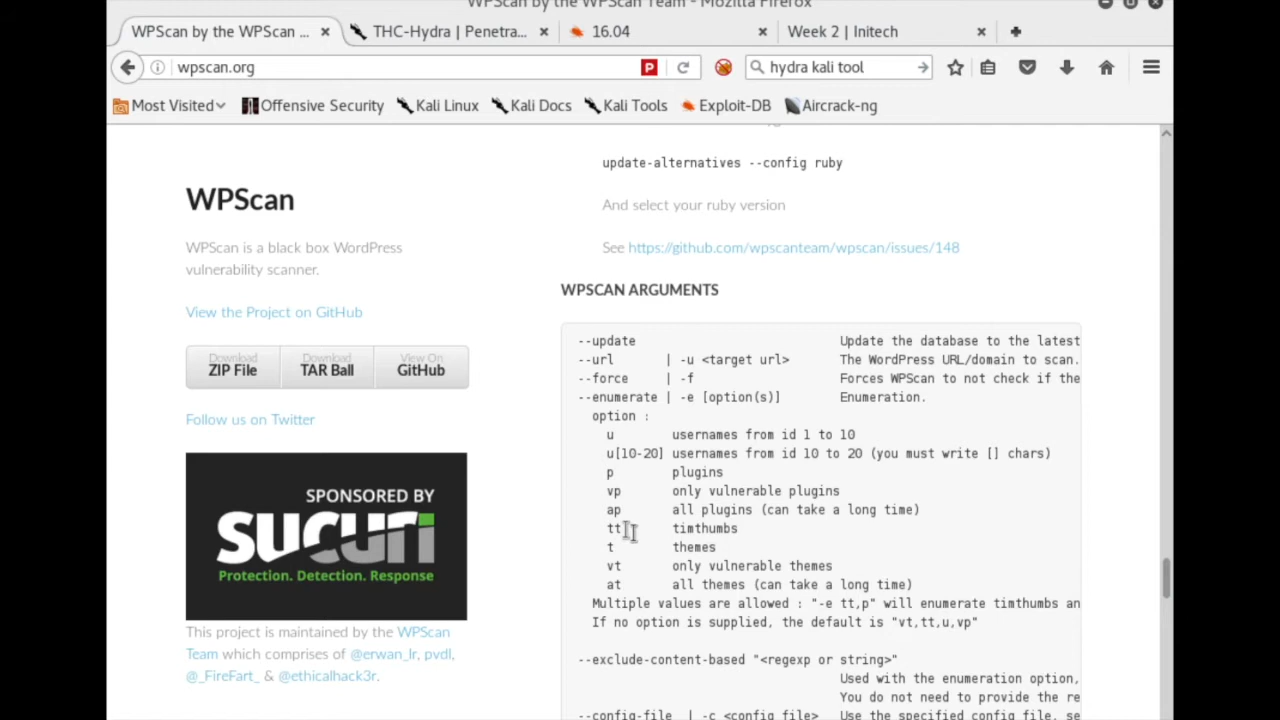 WPScan by the WPScan Team - Mozilla Firefox
WPScan by the WPScan ...
THC-Hydra | Penetra...
16.04
Week 2 | Initech
wpscan.org
hydra kali tool
Most Visited
Offensive Security
Kali Linux
Kali Docs
Kali Tools
Exploit-DB
Aircrack-ng
WPScan
WPScan is a black box WordPress
vulnerability scanner.
View the Project on GitHub
Download
ZIP File
Download
TAR Ball
View On
GitHub
Follow us on Twitter
SPONSORED BY
sucuri
Protection. Detection. Response
This project is maintained by the WPScan
Team which comprises of @erwan_lr, pvdl,
@_FireFart_ & @ethicalhack3r.
update-alternatives --config ruby
And select your ruby version
See https://github.com/wpscanteam/wpscan/issues/148
WPSCAN ARGUMENTS
--update Update the database to the latest
--url | -u <target url> The WordPress URL/domain to scan.
--force | -f Forces WPScan to not check if the
--enumerate | -e [option(s)] Enumeration.
option :
u usernames from id 1 to 10
u[10-20] usernames from id 10 to 20 (you must write [] chars)
p plugins
vp only vulnerable plugins
ap all plugins (can take a long time)
tt timthumbs
t themes
vt only vulnerable themes
at all themes (can take a long time)
Multiple values are allowed : "-e tt,p" will enumerate timthumbs an
If no option is supplied, the default is "vt,tt,u,vp"
--exclude-content-based "<regexp or string>"
Used with the enumeration option,
You do not need to provide the re
--config-file | -c <config file> Use the specified config file, se